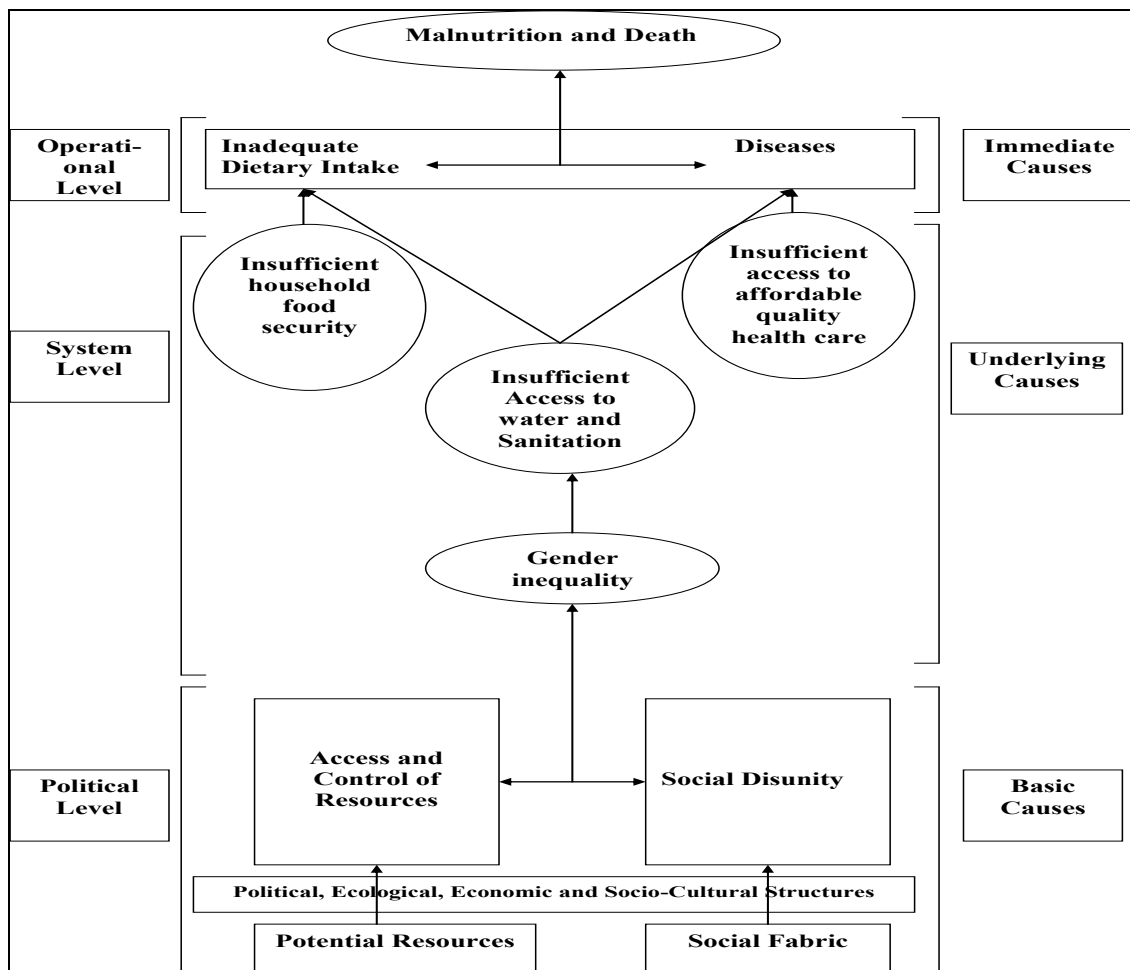 Malnutrition and Death
Operati-
onal
Level
Inadequate
Dietary Intake
Diseases
Immediate
Causes
Insufficient
household
food
security
Insufficient
access to
affordable
quality
health care
System
Level
Insufficient
Access to
water and
Sanitation
Underlying
Causes
Gender
inequality
Political
Level
Access and
Control of
Resources
Social Disunity
Basic
Causes
Political, Ecological, Economic and Socio-Cultural Structures
Potential Resources
Social Fabric